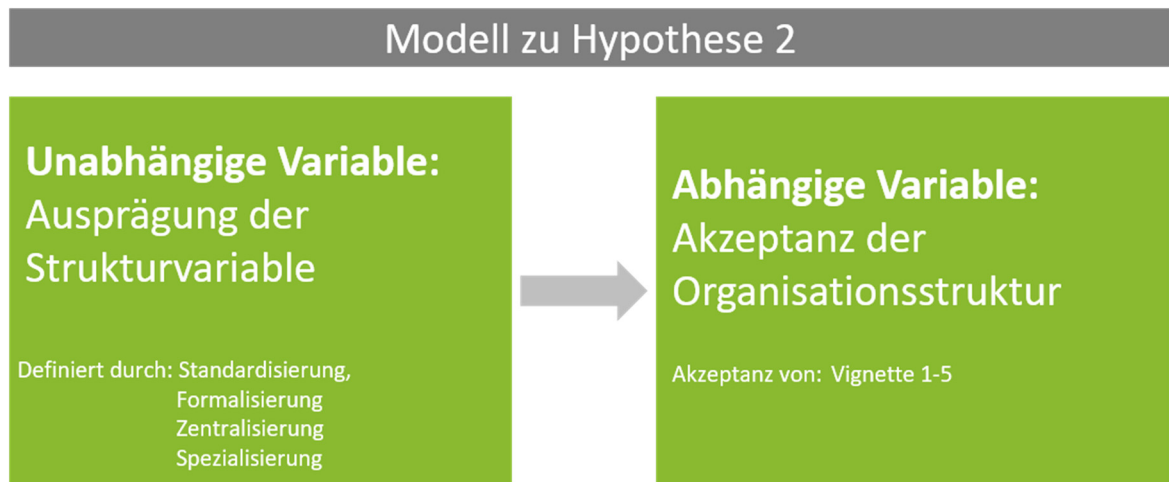 Modell zu Hypothese 2
Unabhängige Variable:
Ausprägung der
Strukturvariable
Definiert durch: Standardisierung,
Formalisierung
Zentralisierung
Spezialisierung
Abhängige Variable:
Akzeptanz der
Organisationsstruktur
Akzeptanz von: Vignette 1-5